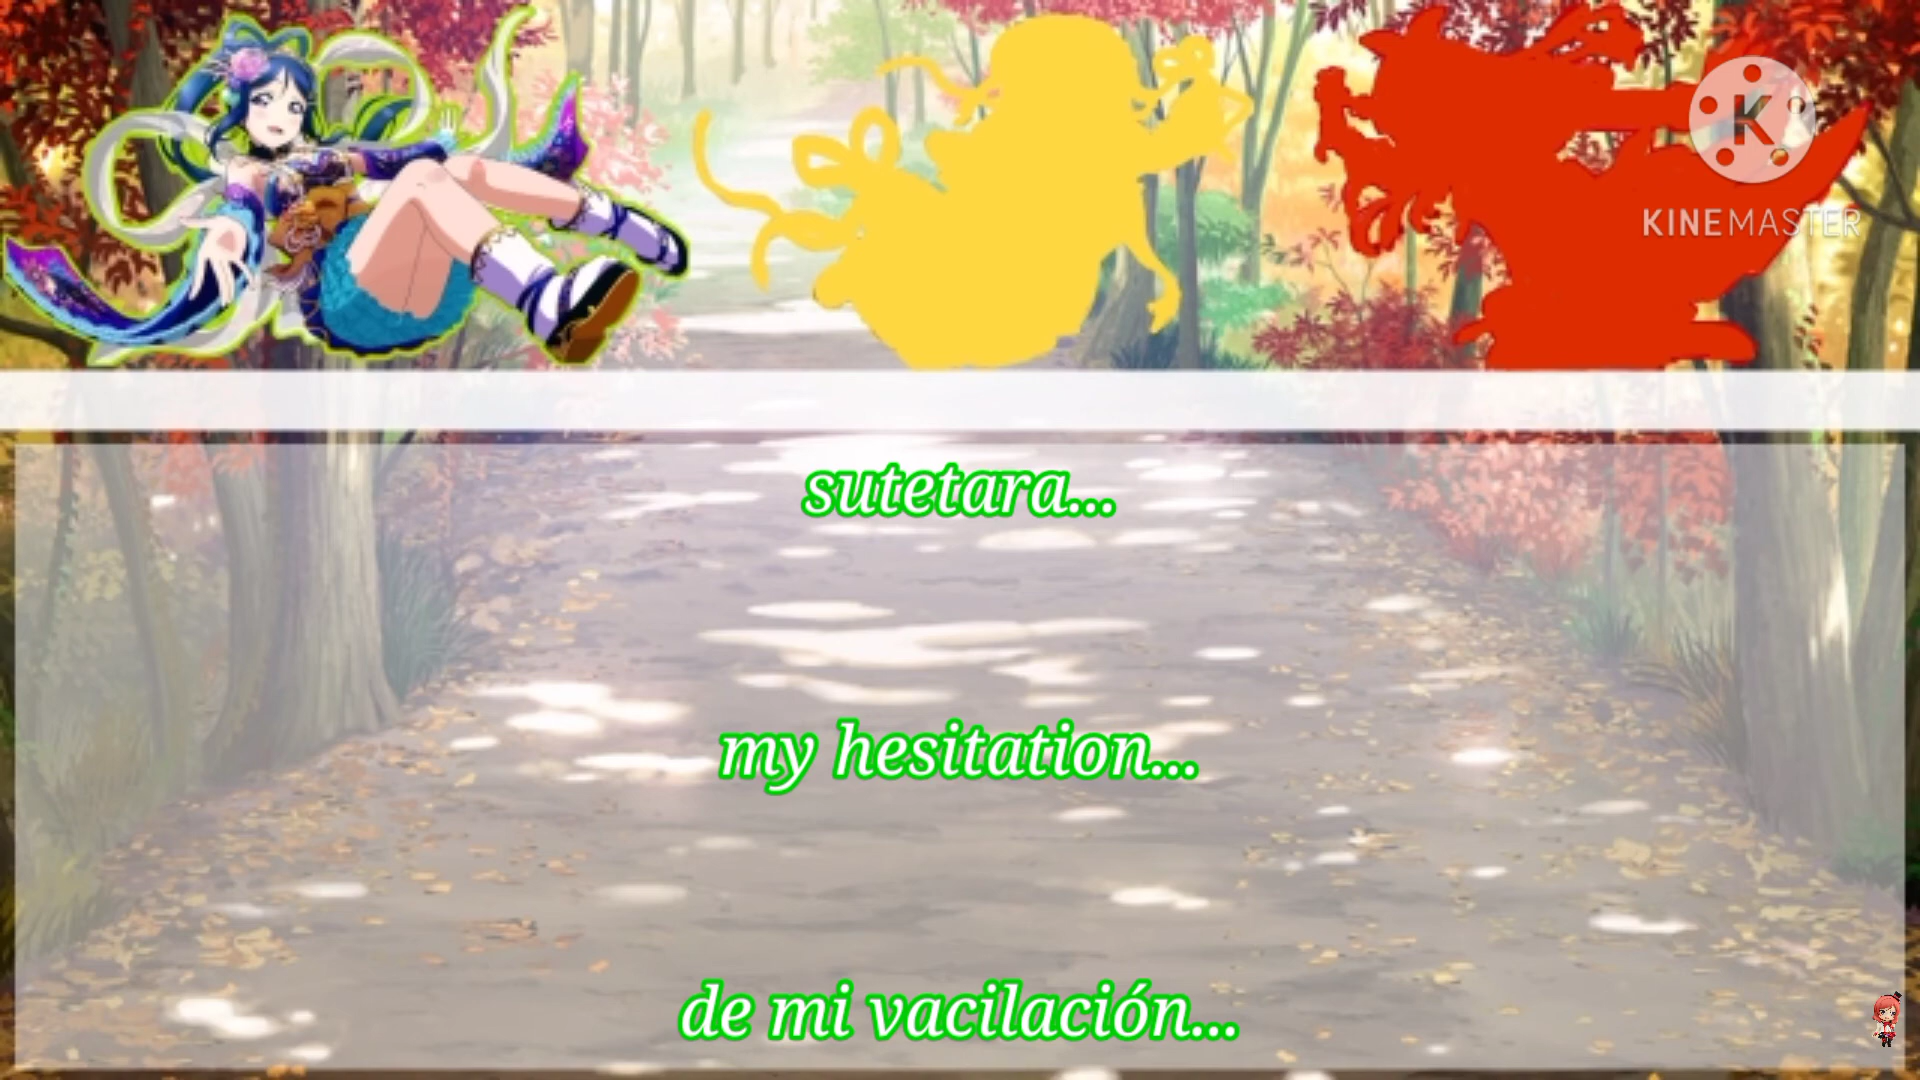 K
KINEMASTER
sutetara...
my hesitation...
de mi vacilación...